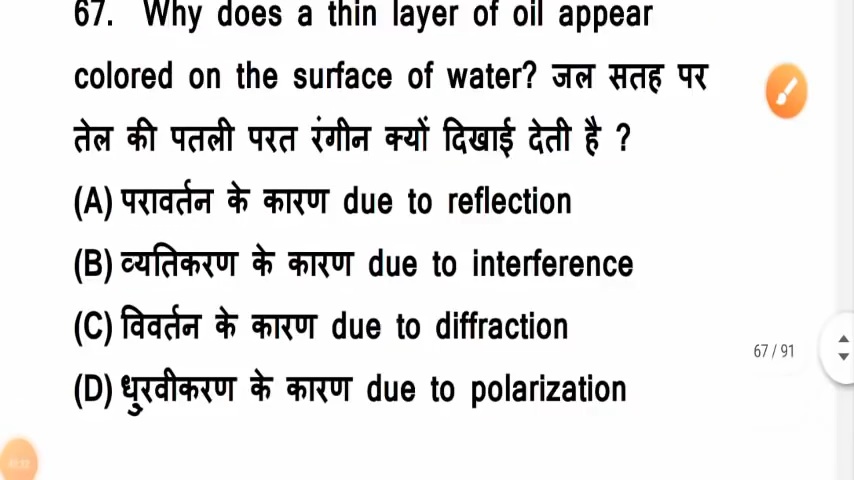 67. Why does a thin layer of oil appear
colored on the surface of water? जल सतह पर
तेल की पतली परत रंगीन क्यों दिखाई देती है ?
(A) परावर्तन के कारण due to reflection
(B) व्यतिकरण के कारण due to interference
(C) विवर्तन के कारण due to diffraction
67 / 91
(D) धु्रवीकरण के कारण due to polarization